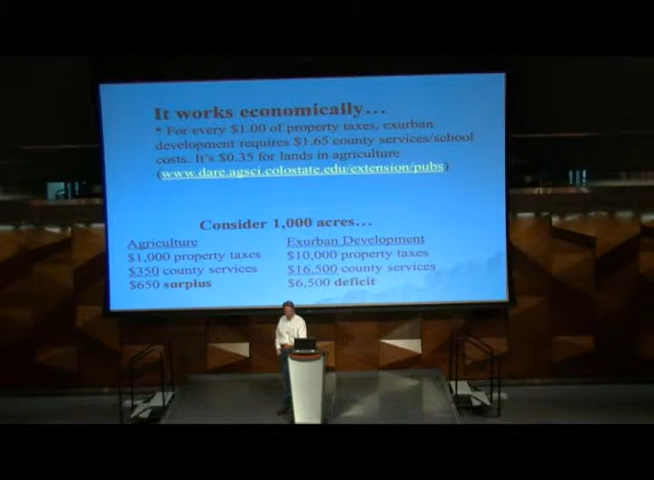 It works economically...
* For every $1.00 of property taxes, exurban
development requires $1.65 county services/school
costs. It's $0.35 for lands in agriculture
(www.dare.agsci.colostate.edu/extension/pubs)
Consider 1,000 acres...
Agriculture
$1,000 property taxes
$350 county services
$650 surplus
Exurban Development
$10,000 property taxes
$16,500 county services
$6,500 deficit